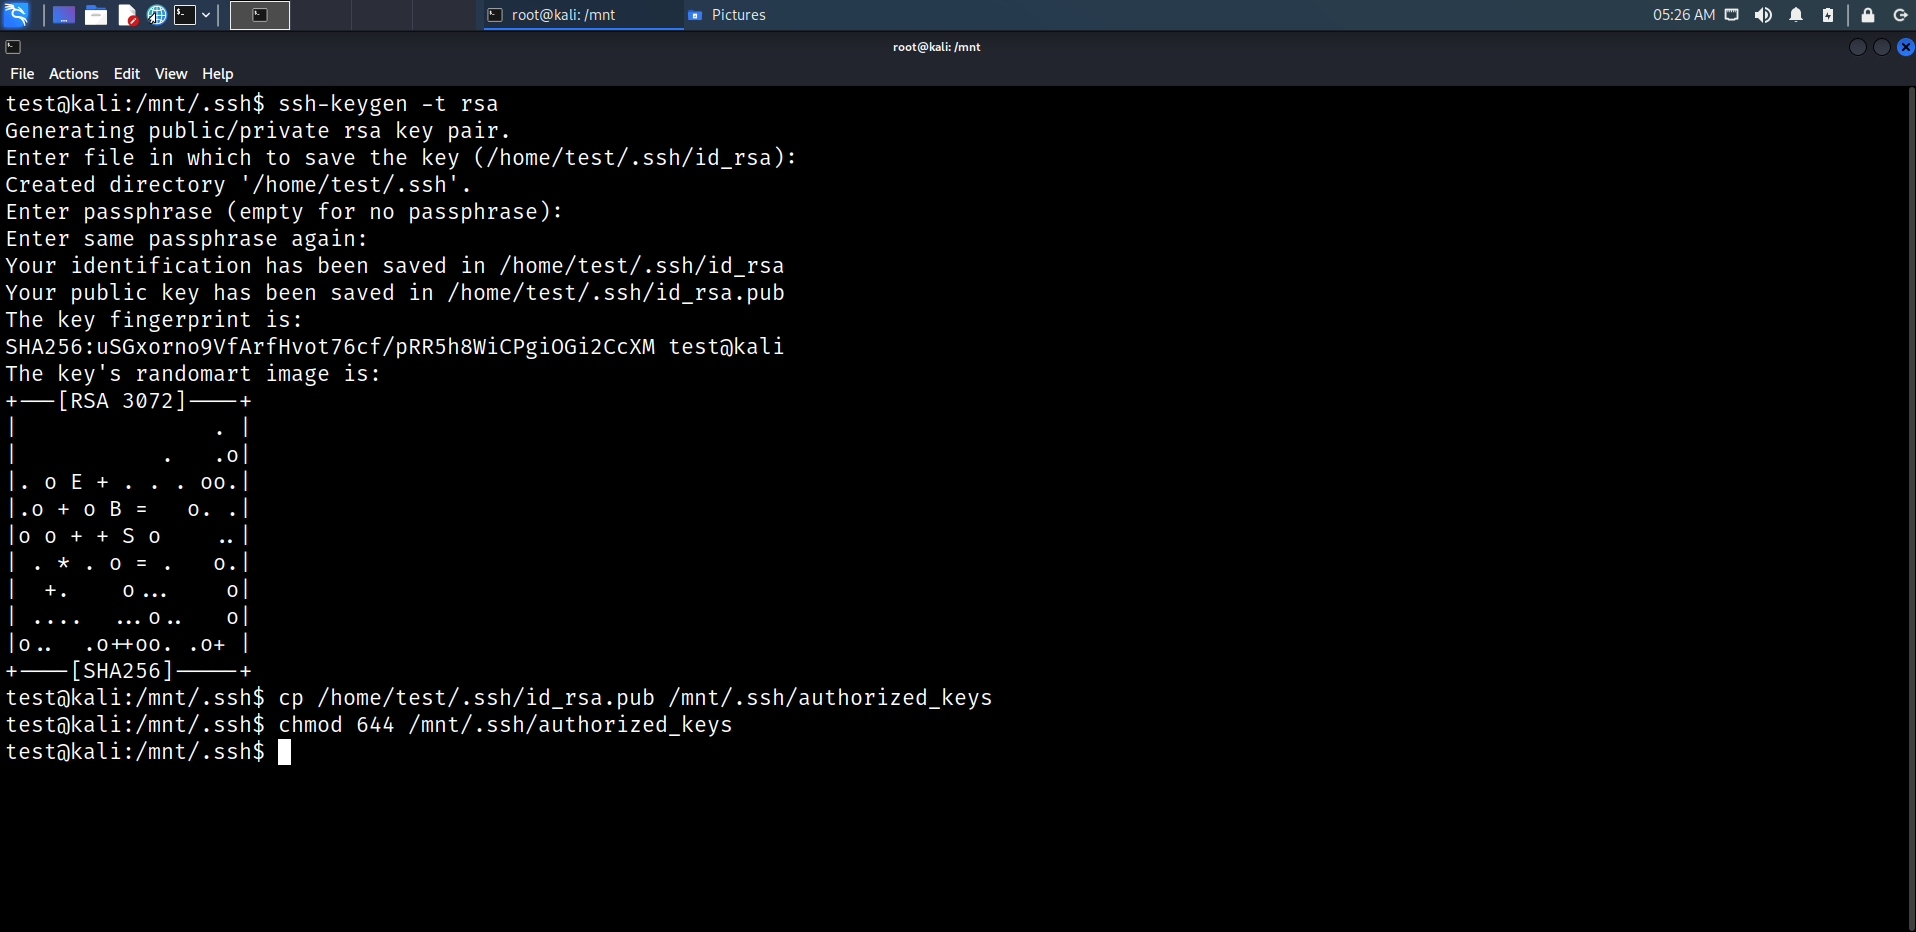 root@kali: /mnt
Pictures
05:26 AM
root@kali: /mnt
File Actions Edit View Help
test@kali:/mnt/.ssh$ ssh-keygen -t rsa
Generating public/private rsa key pair.
Enter file in which to save the key (/home/test/.ssh/id_rsa):
Created directory '/home/test/.ssh'.
Enter passphrase (empty for no passphrase):
Enter same passphrase again:
Your identification has been saved in /home/test/.ssh/id_rsa
Your public key has been saved in /home/test/.ssh/id_rsa.pub
The key fingerprint is:
SHA256:uSGxorno9VfArfHvot76cf/pRR5h8WiCPgiOGi2CcXM test@kali
The key's randomart image is:
+---[RSA 3072]----+
|                . |
|            .   .o|
|. o E + . . . oo.|
|.o + o B =   o. .|
|o o + + S o    ..|
| . * . o = .   o.|
|  +.    o...    o|
| ....  ...o..   o|
|o..  .o++oo. .o+ |
+----[SHA256]-----+
test@kali:/mnt/.ssh$ cp /home/test/.ssh/id_rsa.pub /mnt/.ssh/authorized_keys
test@kali:/mnt/.ssh$ chmod 644 /mnt/.ssh/authorized_keys
test@kali:/mnt/.ssh$